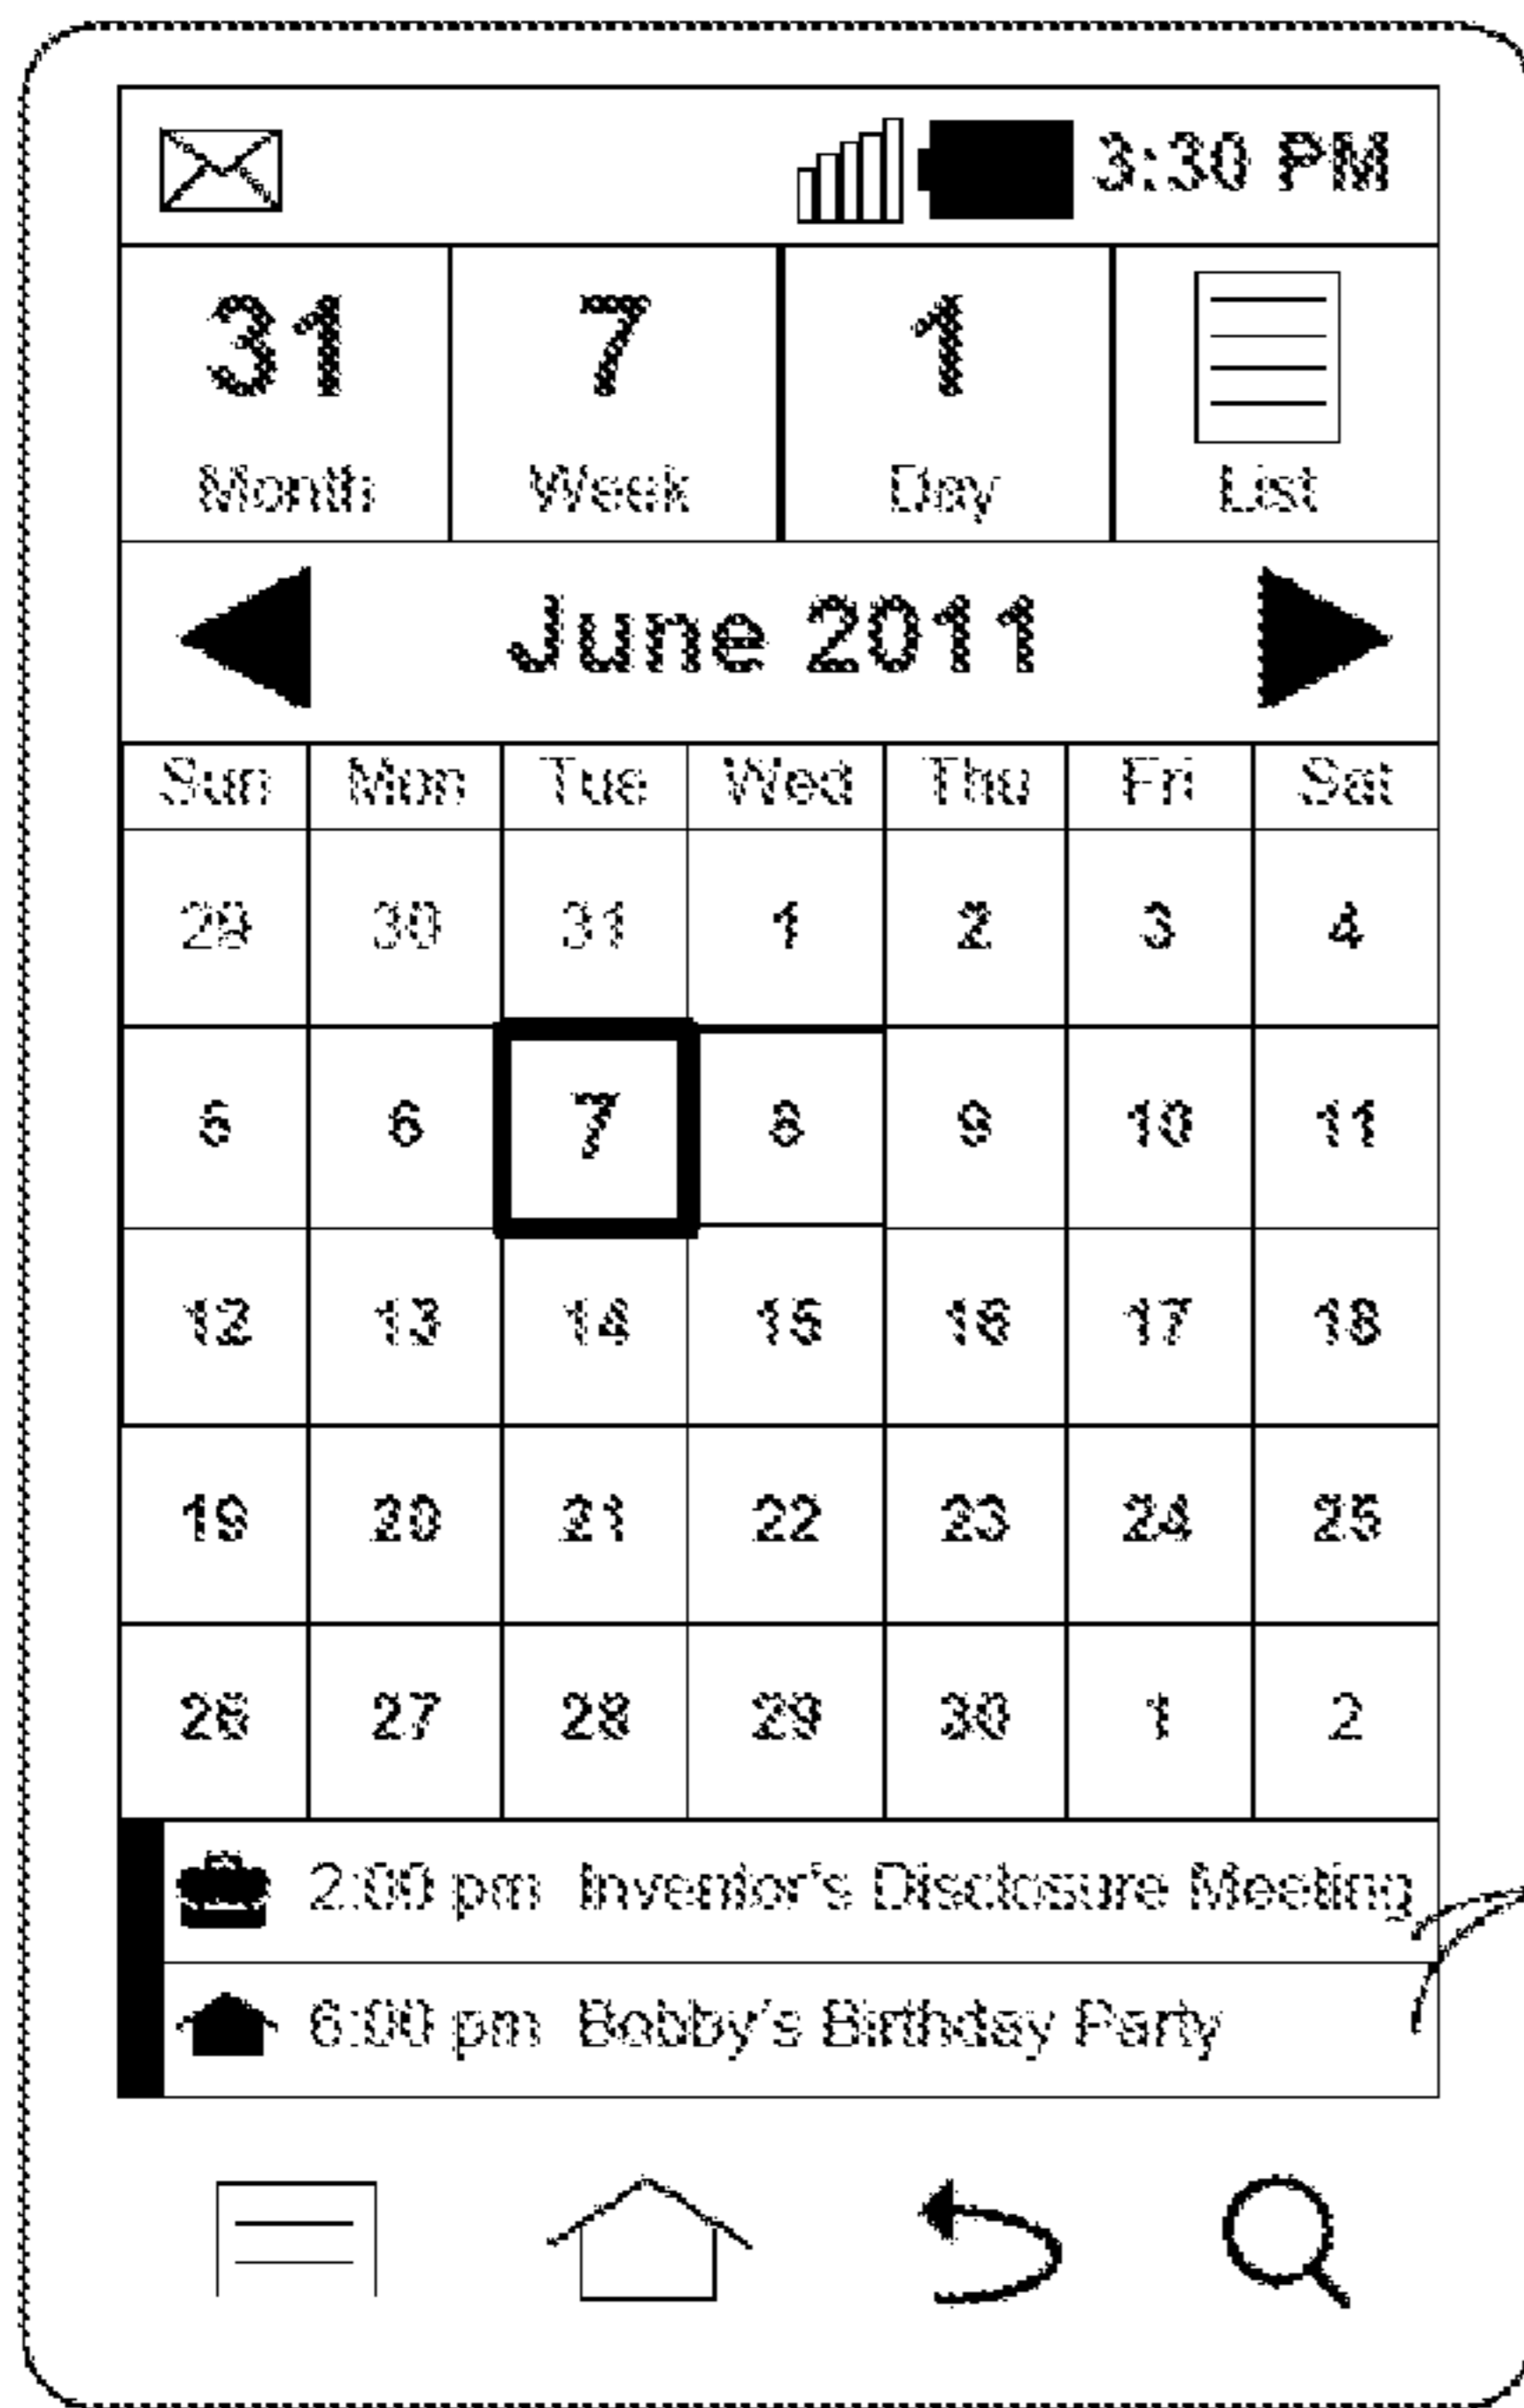 3:30 PM
31 7 1
Month Week Day List
June 2011
Sun Mon Tue Wed Thu Fri Sat
29 30 31 1 2 3 4
5 6 7 8 9 10 11
12 13 14 15 16 17 18
19 20 21 22 23 24 25
26 27 28 29 30 1 2
2:00 pm Inventor's Disclosure Meeting
6:00 pm Bobby's Birthday Party